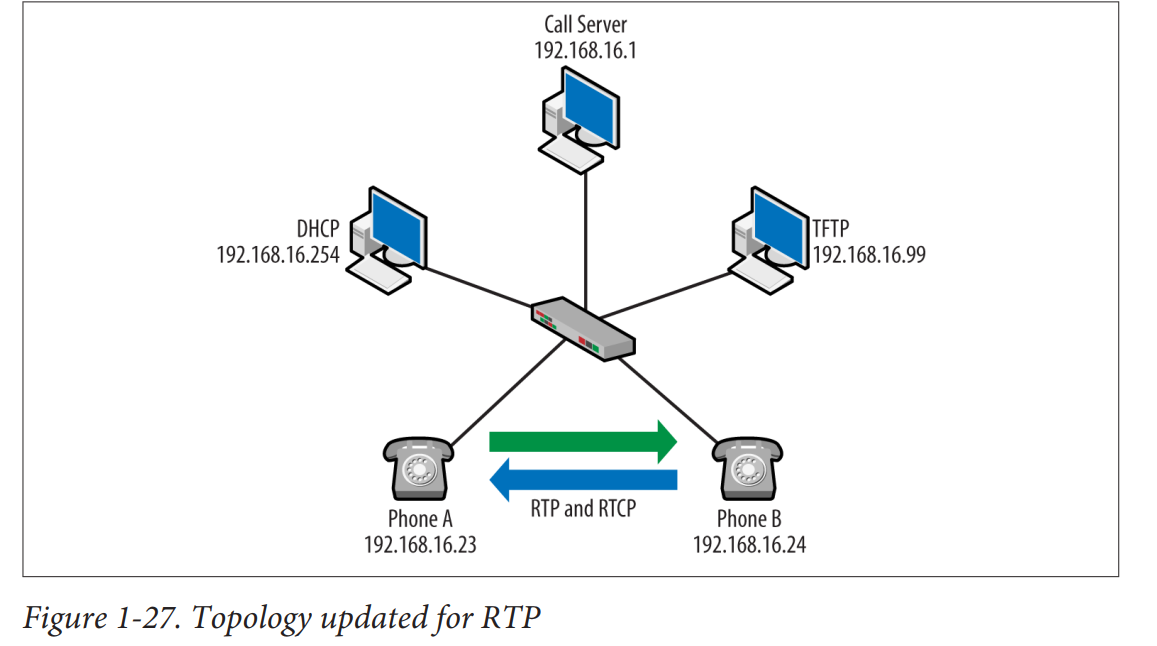 Call Server
192.168.16.1
DHCP
192.168.16.254
TFTP
192.168.16.99
RTP and RTCP
Phone A
192.168.16.23
Phone B
192.168.16.24
Figure 1-27. Topology updated for RTP